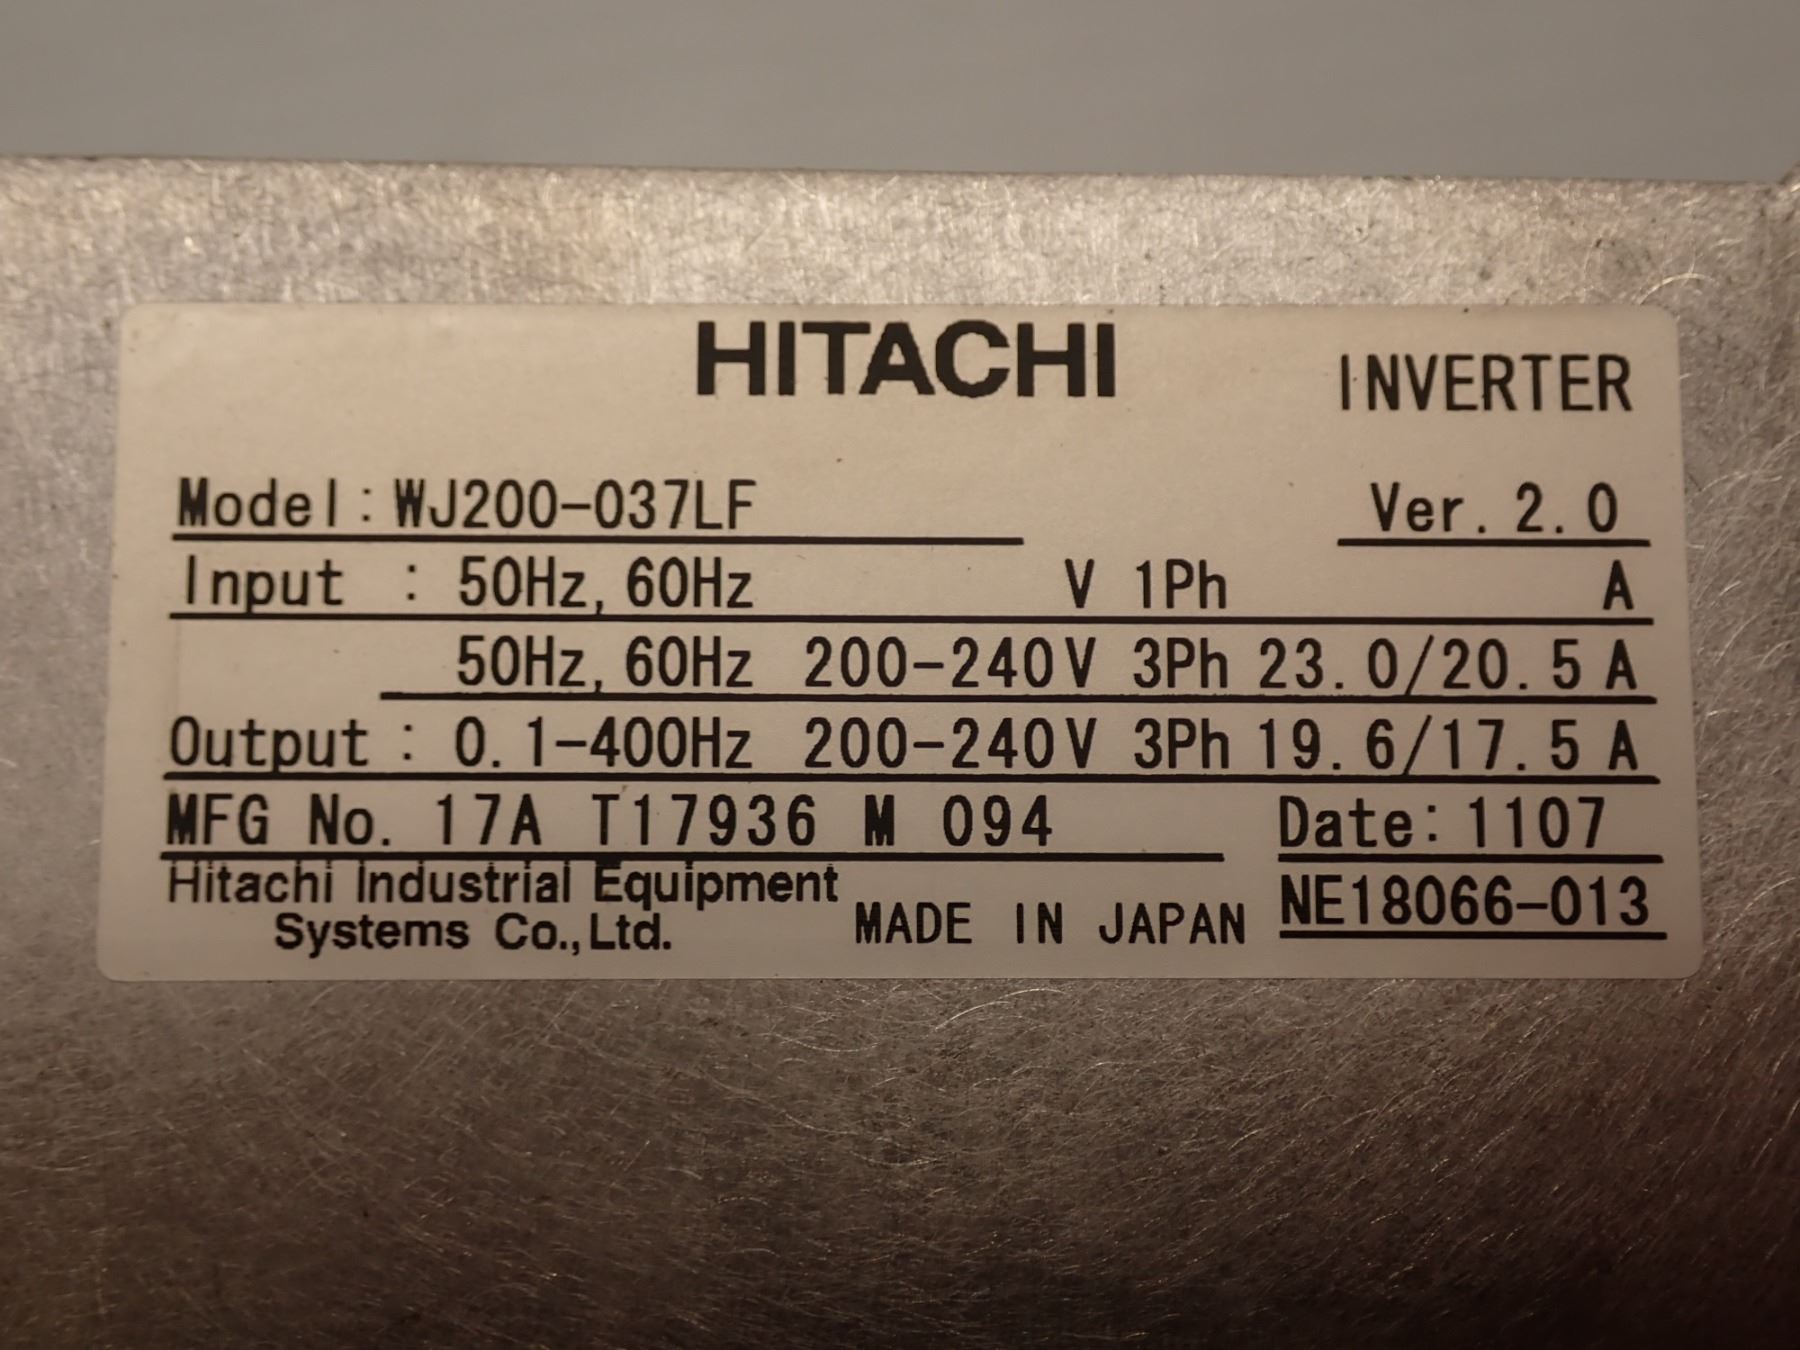 HITACHI INVERTER
Model: WJ200-037LF Ver. 2.0
Input : 50Hz, 60Hz V 1Ph A
50Hz, 60Hz 200-240V 3Ph 23.0/20.5 A
Output : 0.1-400Hz 200-240V 3Ph 19.6/17.5 A
MFG No. 17A T17936 M 094 Date: 1107
Hitachi Industrial Equipment
Systems Co., Ltd. MADE IN JAPAN NE18066-013